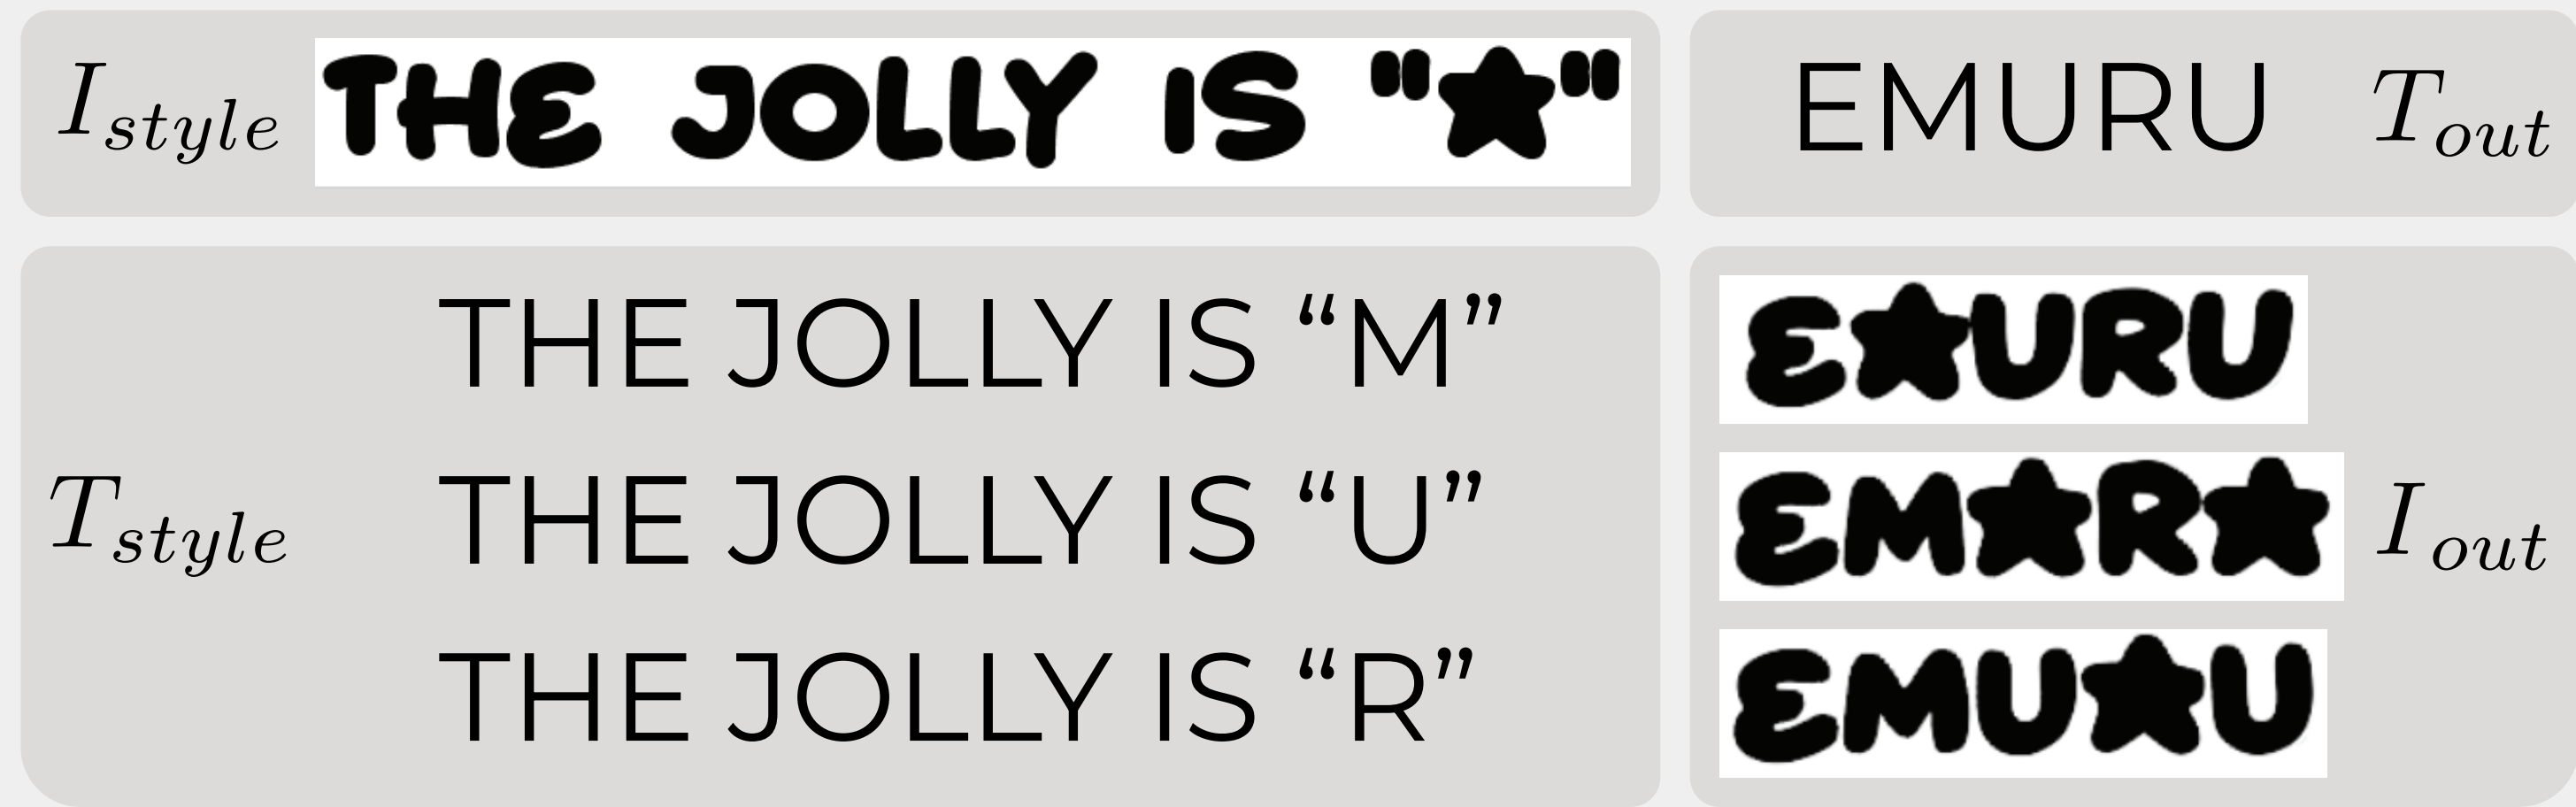 I_style THE JOLLY IS "★"
EMURU T_out
T_style
THE JOLLY IS “M”
THE JOLLY IS “U”
THE JOLLY IS “R”
E★URU
EM★R★
EMU★U
I_out